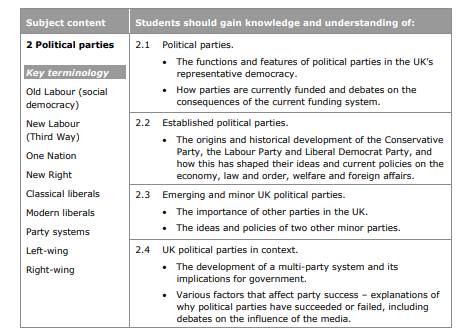 Subject content
Students should gain knowledge and understanding of:
2 Political parties
Key terminology
Old Labour (social
democracy)
New Labour
(Third Way)
One Nation
New Right
Classical liberals
Modern liberals
Party systems
Left-wing
Right-wing
2.1 Political parties.
• The functions and features of political parties in the UK's
representative democracy.
• How parties are currently funded and debates on the
consequences of the current funding system.
2.2 Established political parties.
• The origins and historical development of the Conservative
Party, the Labour Party and Liberal Democrat Party, and
how this has shaped their ideas and current policies on the
economy, law and order, welfare and foreign affairs.
2.3 Emerging and minor UK political parties.
• The importance of other parties in the UK.
• The ideas and policies of two other minor parties.
2.4 UK political parties in context.
• The development of a multi-party system and its
implications for government.
• Various factors that affect party success – explanations of
why political parties have succeeded or failed, including
debates on the influence of the media.